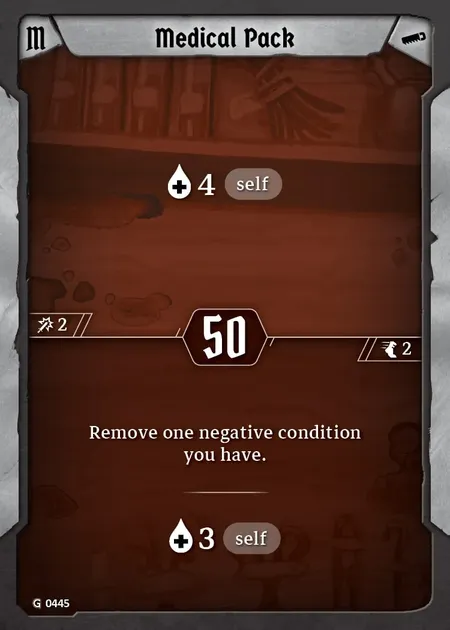 M
Medical Pack
4 self
2
50
2
Remove one negative condition
you have.
3 self
G 0445